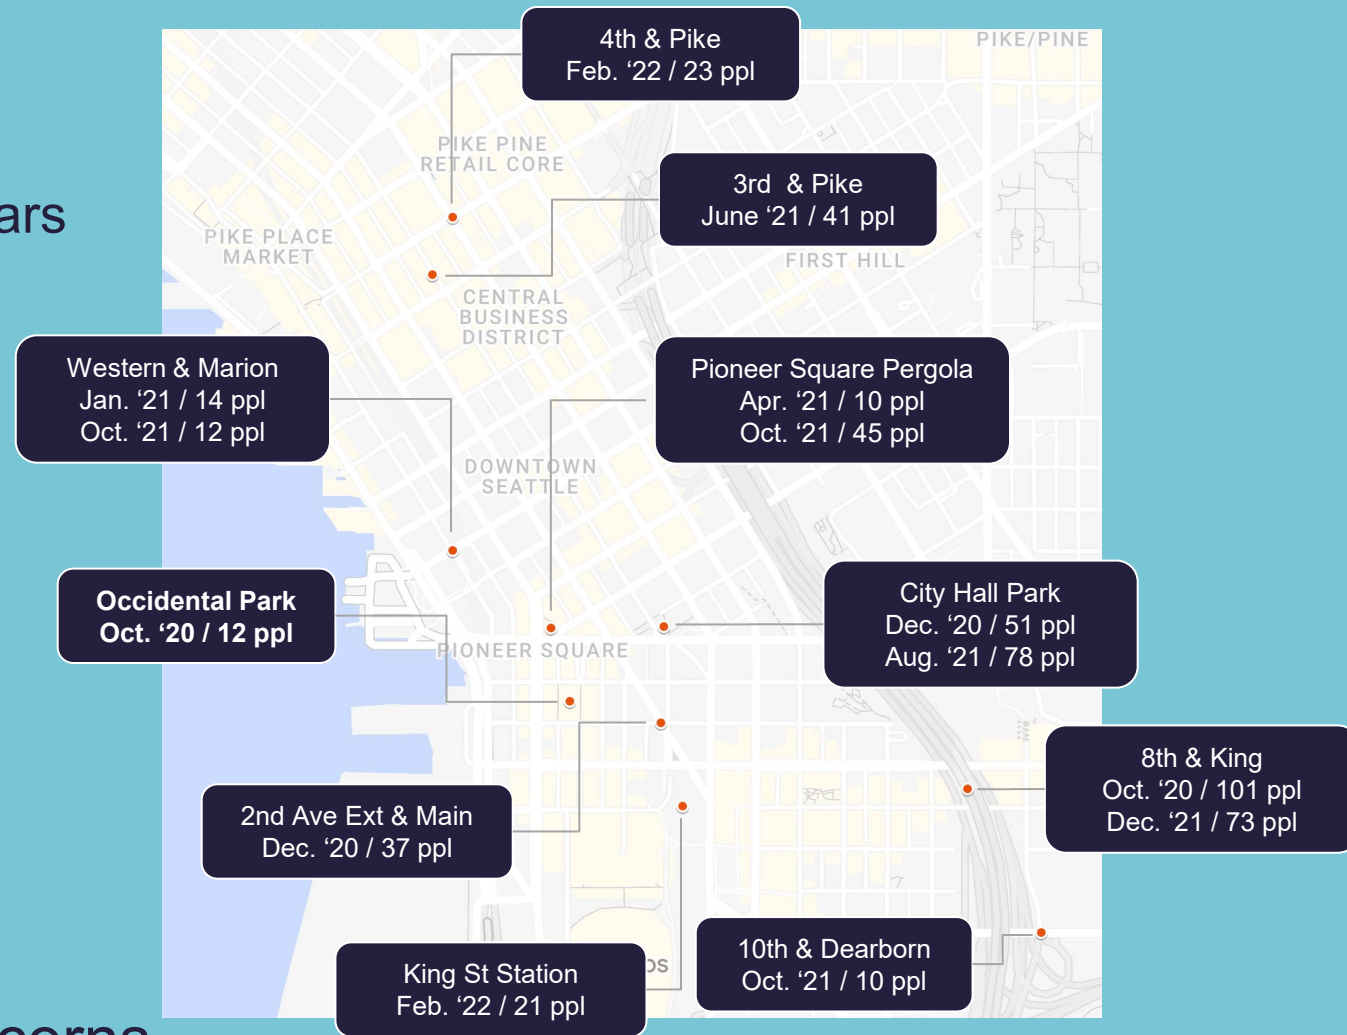 4th & Pike
Feb. ‘22 / 23 ppl
PIKE/PINE
PIKE PINE
RETAIL CORE
3rd & Pike
June ‘21 / 41 ppl
ars
PIKE PLACE
MARKET
FIRST HILL
CENTRAL
BUSINESS
DISTRICT
Western & Marion
Jan. ‘21 / 14 ppl
Oct. ‘21 / 12 ppl
Pioneer Square Pergola
Apr. ‘21 / 10 ppl
Oct. ‘21 / 45 ppl
DOWNTOWN
SEATTLE
Occidental Park
Oct. ‘20 / 12 ppl
City Hall Park
Dec. ‘20 / 51 ppl
Aug. ‘21 / 78 ppl
PIONEER SQUARE
8th & King
Oct. ‘20 / 101 ppl
Dec. ‘21 / 73 ppl
2nd Ave Ext & Main
Dec. ‘20 / 37 ppl
10th & Dearborn
Oct. ‘21 / 10 ppl
King St Station
Feb. ‘22 / 21 ppl